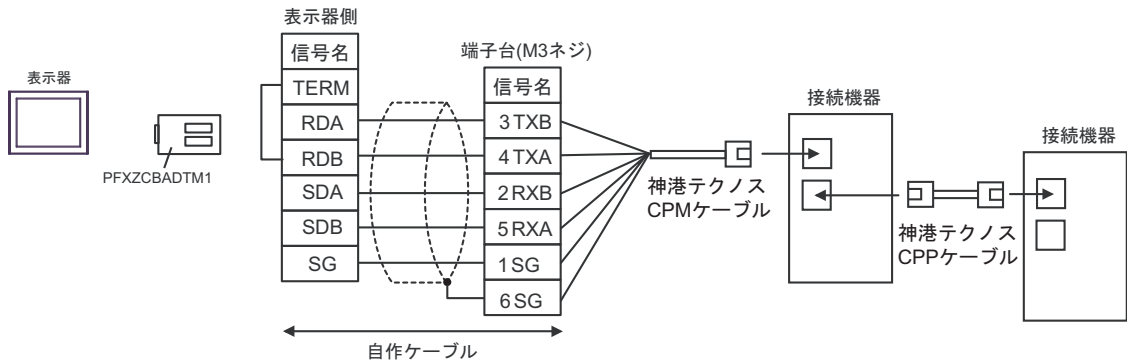 表示器
PFXZCBADTM1
表示器側
信号名
TERM
RDA
RDB
SDA
SDB
SG
端子台(M3ネジ)
信号名
3 TXB
4 TXA
2 RXB
5 RXA
1 SG
6 SG
自作ケーブル
神港テクノス
CPMケーブル
接続機器
神港テクノス
CPPケーブル
接続機器